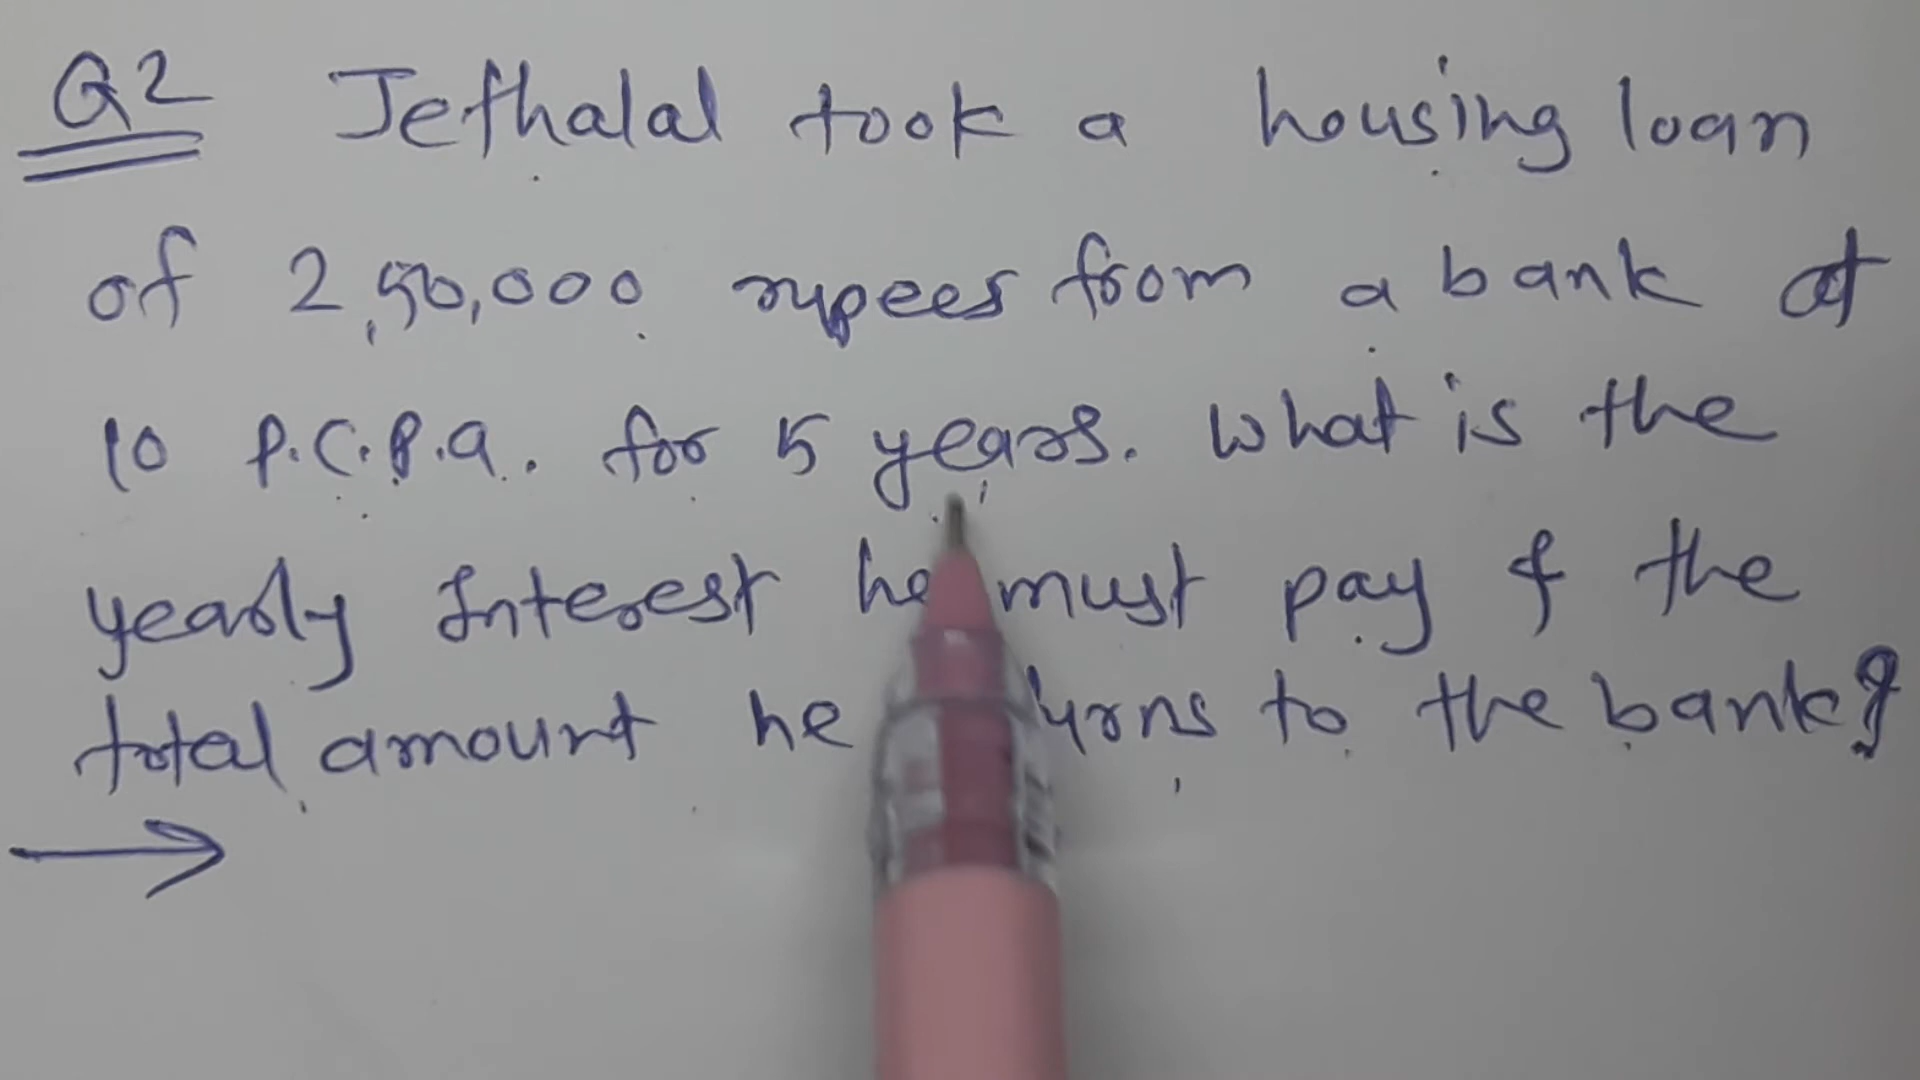 Q2 Jethalal took a housing loan
of 2,50,000 rupees from a bank at
10 P.C.P.a. for 5 years. What is the
yearly Interest he must pay & the
total amount he to the bank?